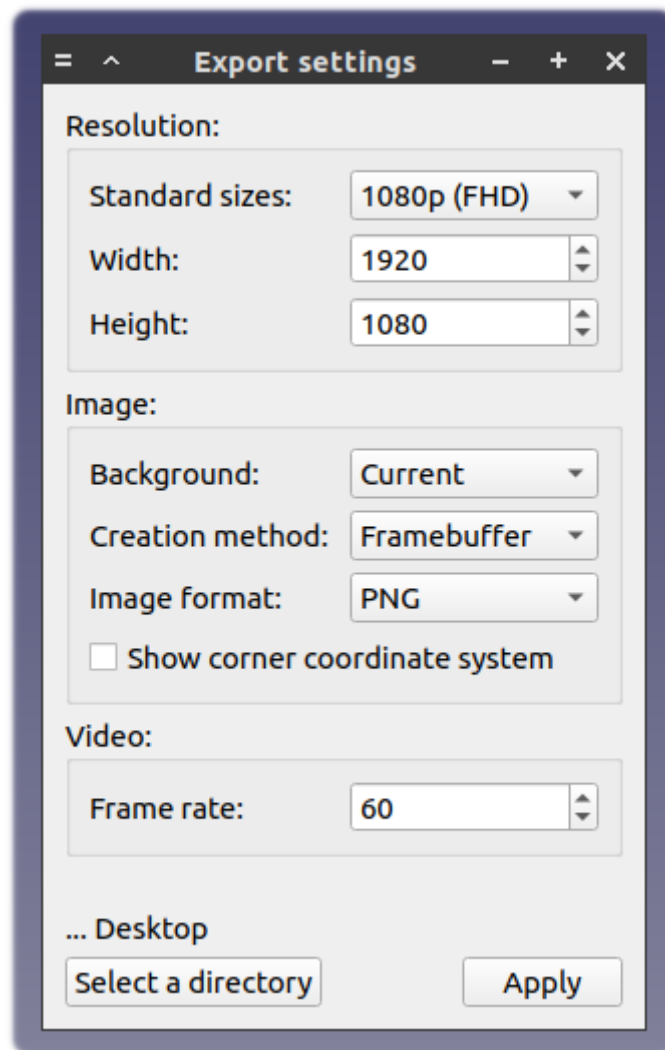 Export settings
Resolution:
Standard sizes: 1080p (FHD)
Width: 1920
Height: 1080
Image:
Background: Current
Creation method: Framebuffer
Image format: PNG
Show corner coordinate system
Video:
Frame rate: 60
... Desktop
Select a directory Apply